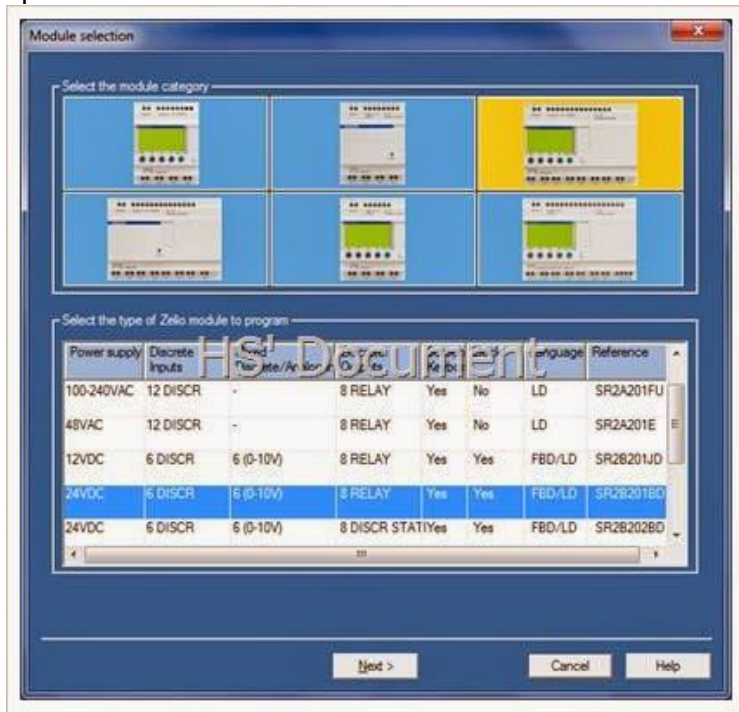 Module selection
Select the module category
Select the type of Zelio module to program
HS' Document
Power supply Discrete Inputs Discrete/Analog Outputs Language Reference
100-240VAC 12 DISCR - 8 RELAY Yes No LD SR2A201FU
48VAC 12 DISCR - 8 RELAY Yes No LD SR2A201E
12VDC 6 DISCR 6 (0-10V) 8 RELAY Yes Yes FBD/LD SR2B201JD
24VDC 6 DISCR 6 (0-10V) 8 RELAY Yes Yes FBD/LD SR2B201BD
24VDC 6 DISCR 6 (0-10V) 8 DISCR STATI Yes Yes FBD/LD SR2B202BD
Next >
Cancel
Help